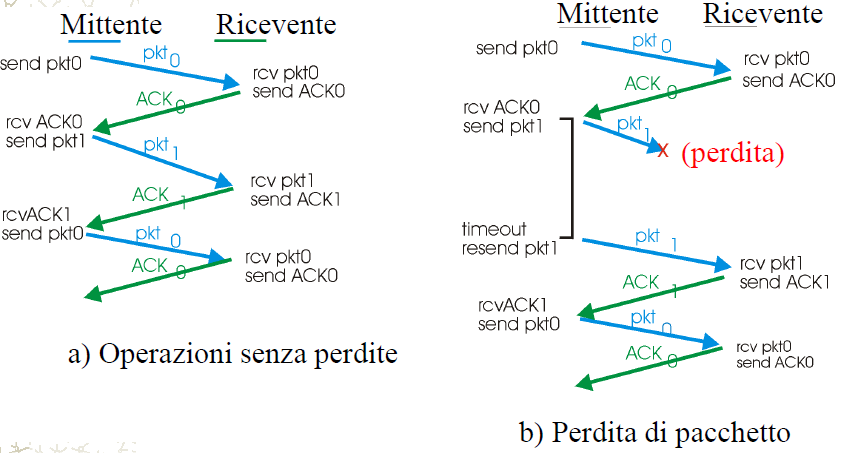 Mittente Ricevente
send pkt0
pkt 0
rcv pkt0
send ACK0
ACK 0
rcv ACK0
send pkt1
pkt 1
rcv pkt1
send ACK1
ACK 1
rcvACK1
send pkt0
pkt 0
rcv pkt0
send ACK0
ACK 0
a) Operazioni senza perdite
Mittente Ricevente
send pkt0
pkt 0
rcv pkt0
send ACK0
ACK 0
rcv ACK0
send pkt1
pkt 1
X (perdita)
timeout
resend pkt1
pkt 1
rcv pkt1
send ACK1
ACK 1
rcvACK1
send pkt0
pkt 0
rcv pkt0
send ACK0
ACK 0
b) Perdita di pacchetto